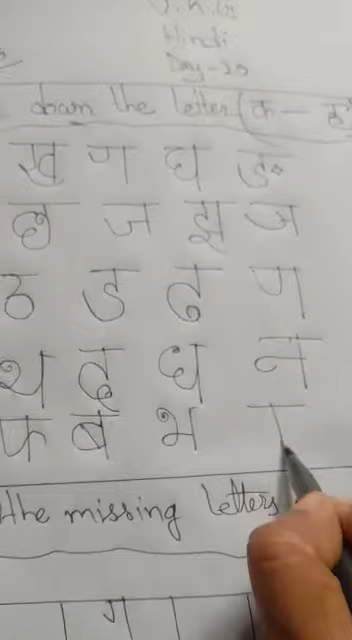 Hindi
Day-20
down the letter (क -
ख ग घ ङ
छ ज झ ञ
ठ ड ढ ण
थ द ध न
फ ब भ
the missing letters